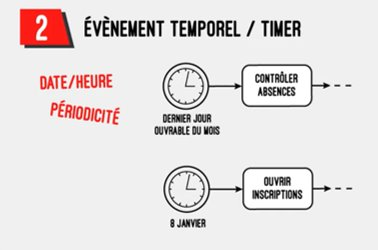 2 ÉVÈNEMENT TEMPOREL / TIMER
DATE/HEURE
PÉRIODICITÉ
CONTRÔLER
ABSENCES
DERNIER JOUR
OUVRABLE DU MOIS
OUVRIR
INSCRIPTIONS
8 JANVIER